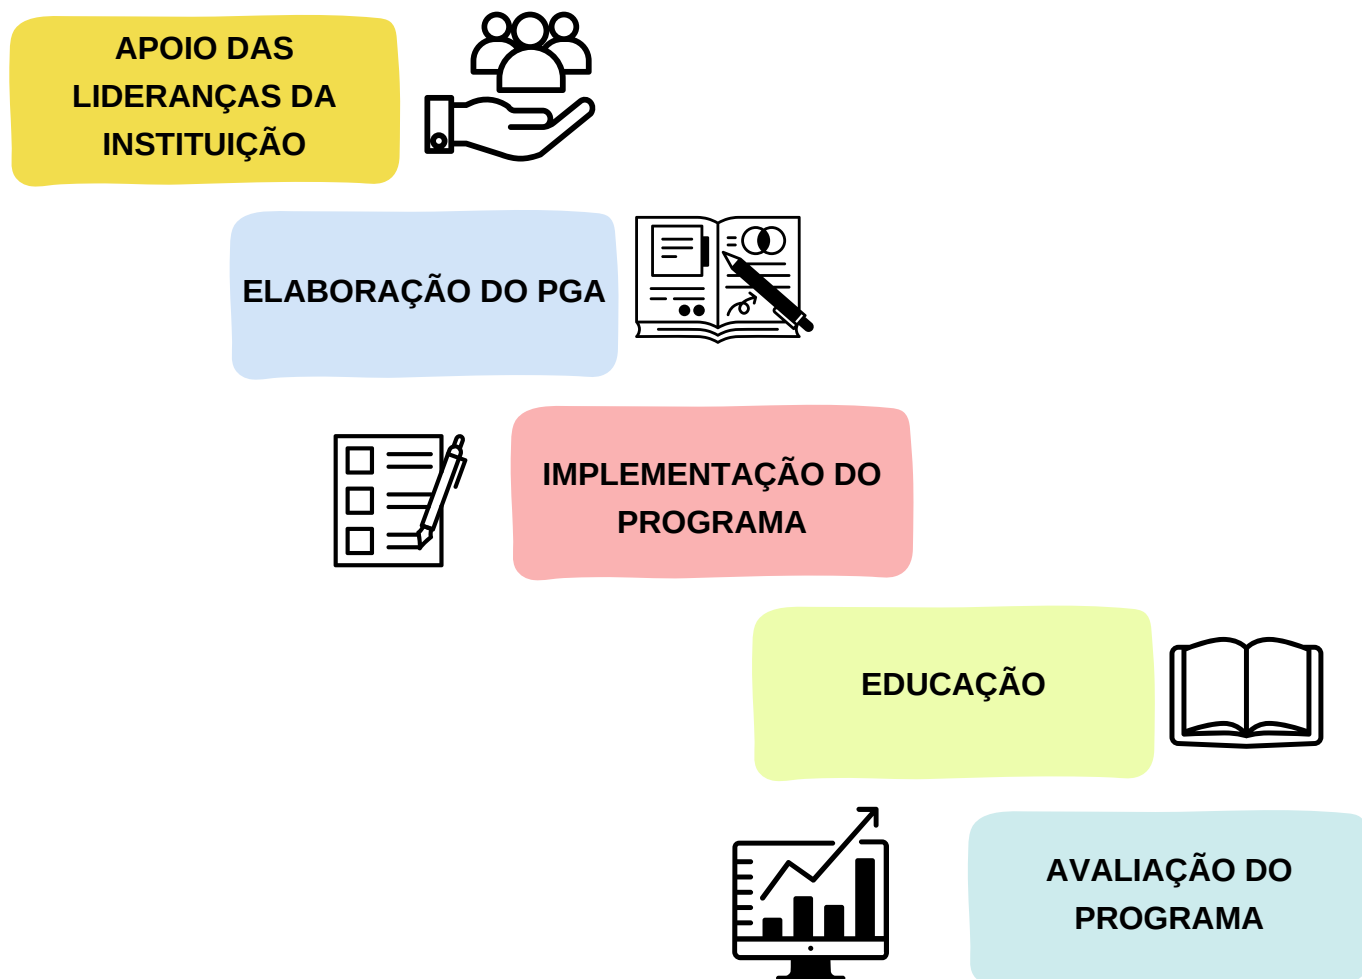 APOIO DAS
LIDERANÇAS DA
INSTITUIÇÃO
ELABORAÇÃO DO PGA
IMPLEMENTAÇÃO DO
PROGRAMA
EDUCAÇÃO
AVALIAÇÃO DO
PROGRAMA